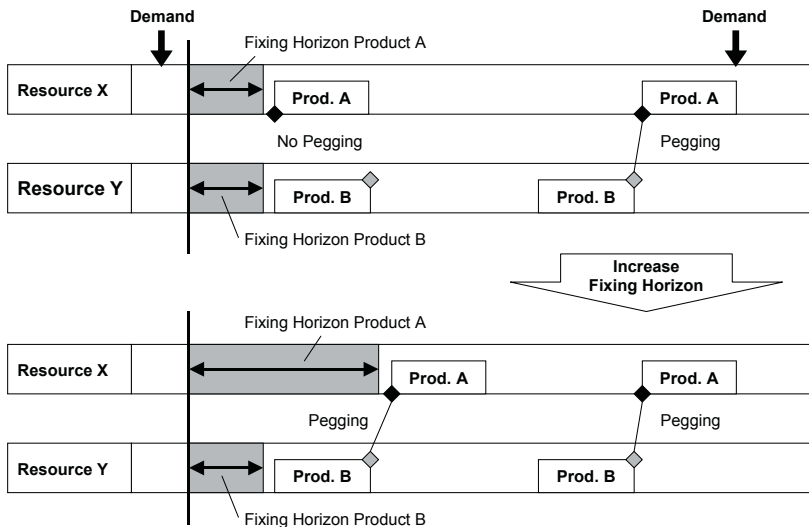 Demand
Demand
Fixing Horizon Product A
Resource X
Prod. A
Prod. A
No Pegging
Pegging
Resource Y
Prod. B
Prod. B
Fixing Horizon Product B
Increase
Fixing Horizon
Fixing Horizon Product A
Resource X
Prod. A
Prod. A
Pegging
Pegging
Resource Y
Prod. B
Prod. B
Fixing Horizon Product B